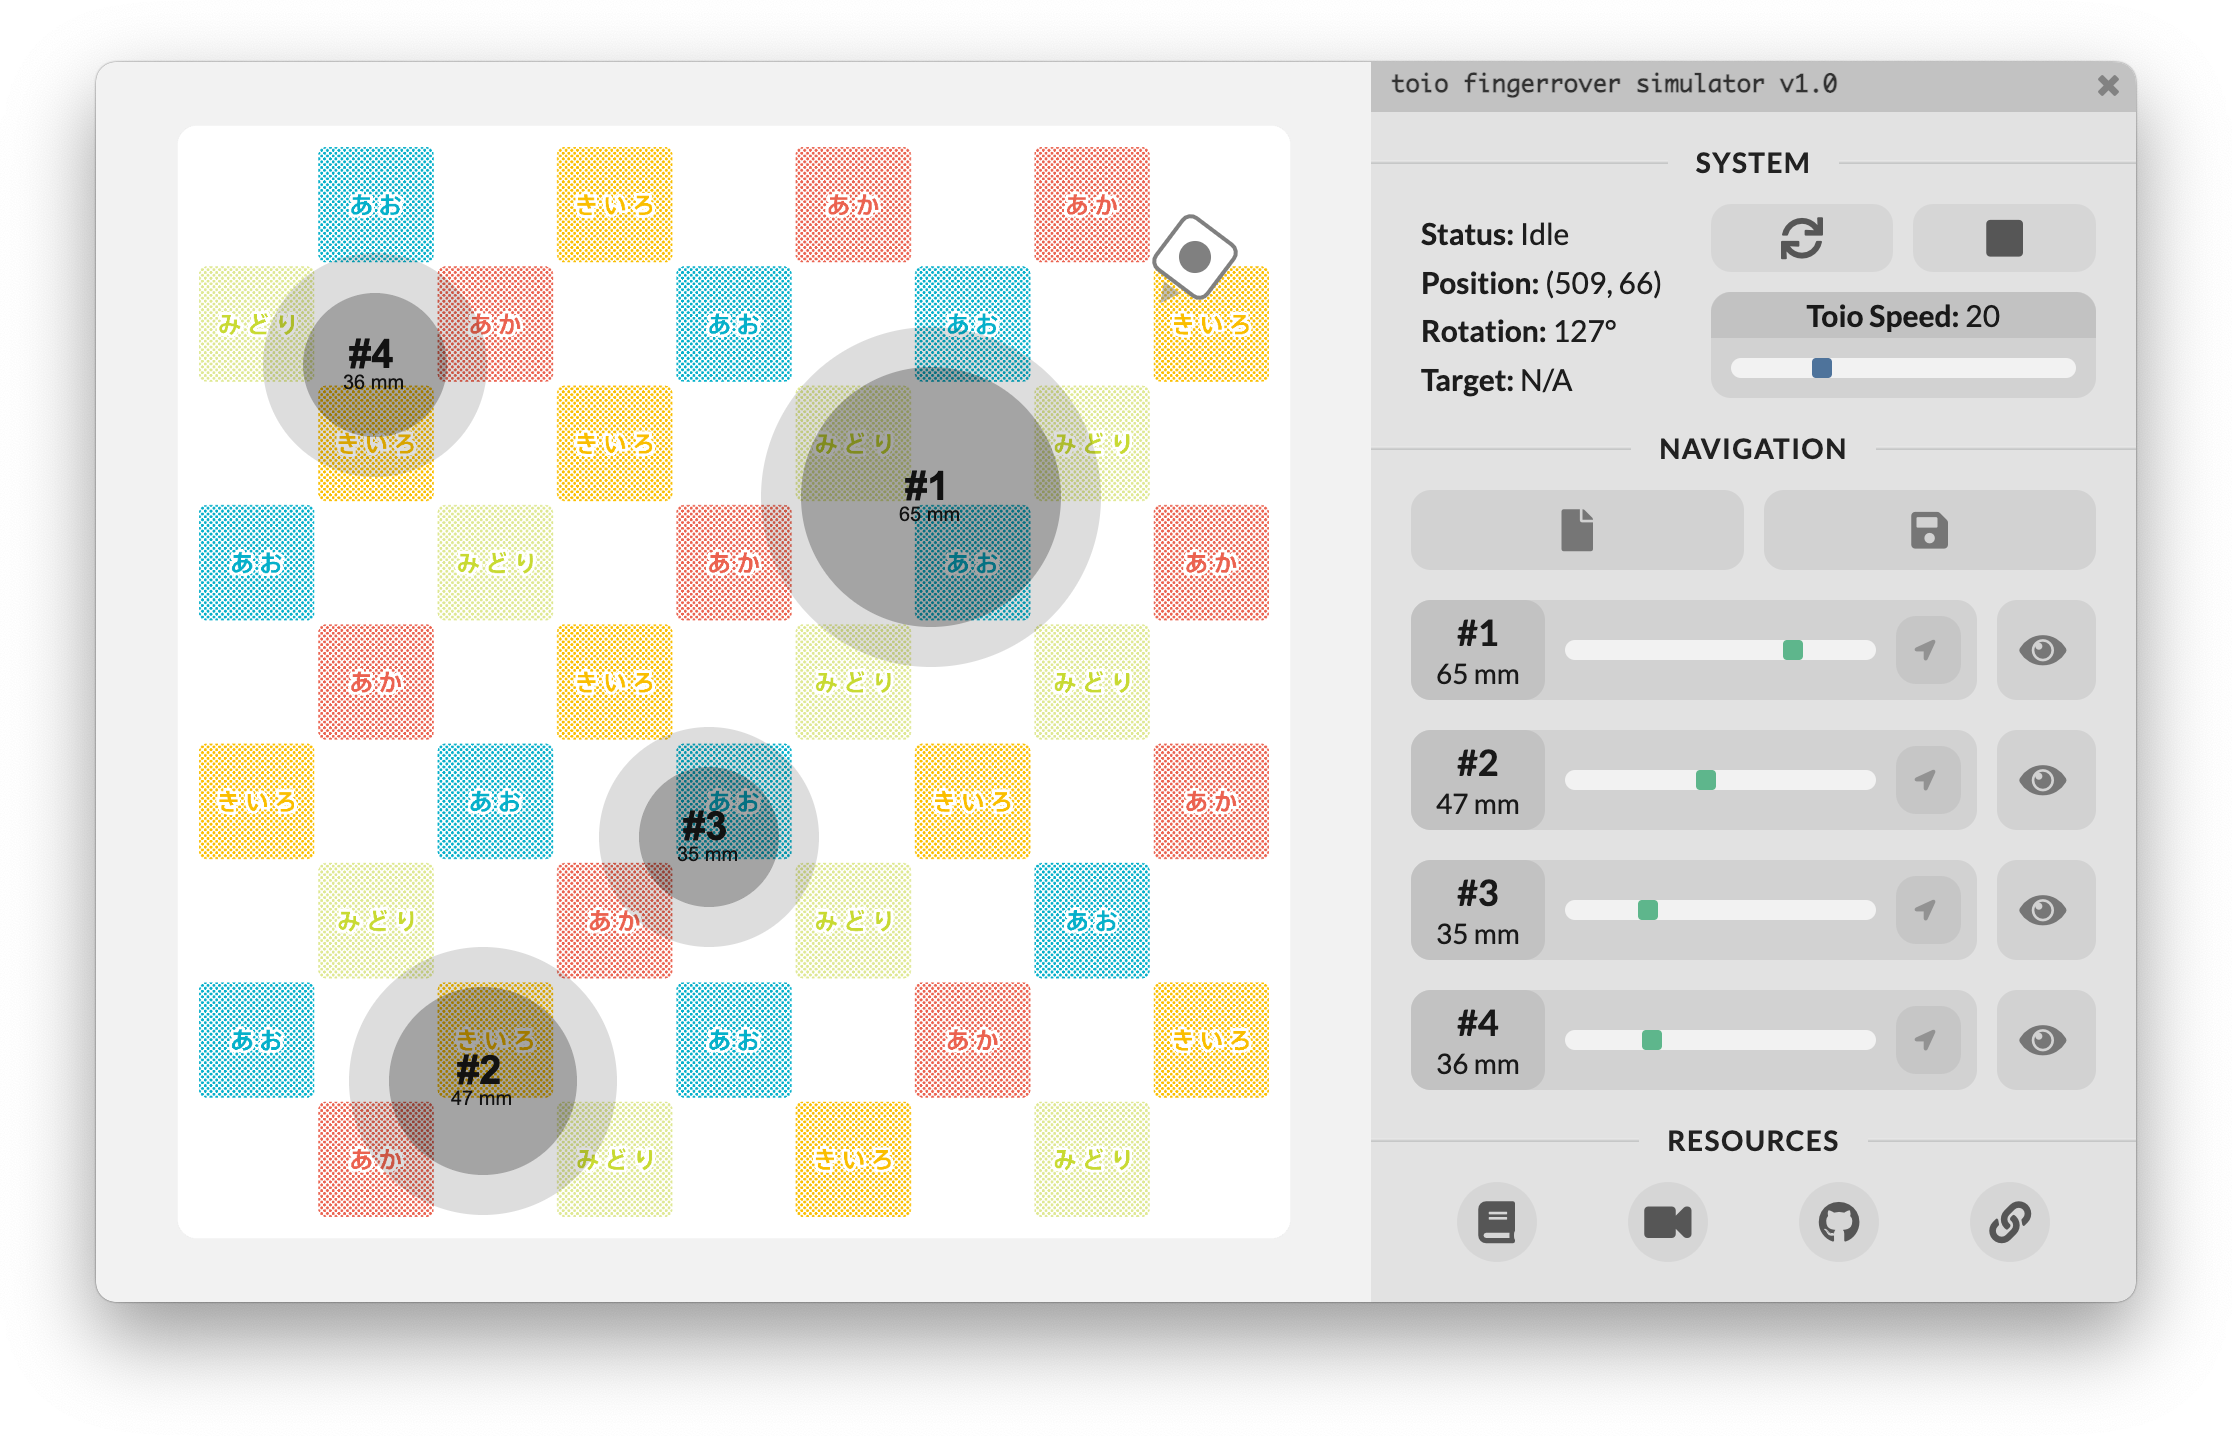 toio fingerrover simulator v1.0
あお
きいろ
あか
あか
みどり
あか
あお
あお
きいろ
#4
36 mm
きいろ
きいろ
みどり
みどり
#1
65 mm
あお
みどり
あか
あお
あか
あか
きいろ
みどり
みどり
きいろ
あお
あお
きいろ
あか
#3
35 mm
みどり
あか
みどり
あお
あお
きいろ
あお
あか
きいろ
#2
47 mm
あか
みどり
きいろ
みどり
SYSTEM
Status: Idle
Position: (509, 66)
Rotation: 127°
Target: N/A
Toio Speed: 20
NAVIGATION
#1
65 mm
#2
47 mm
#3
35 mm
#4
36 mm
RESOURCES